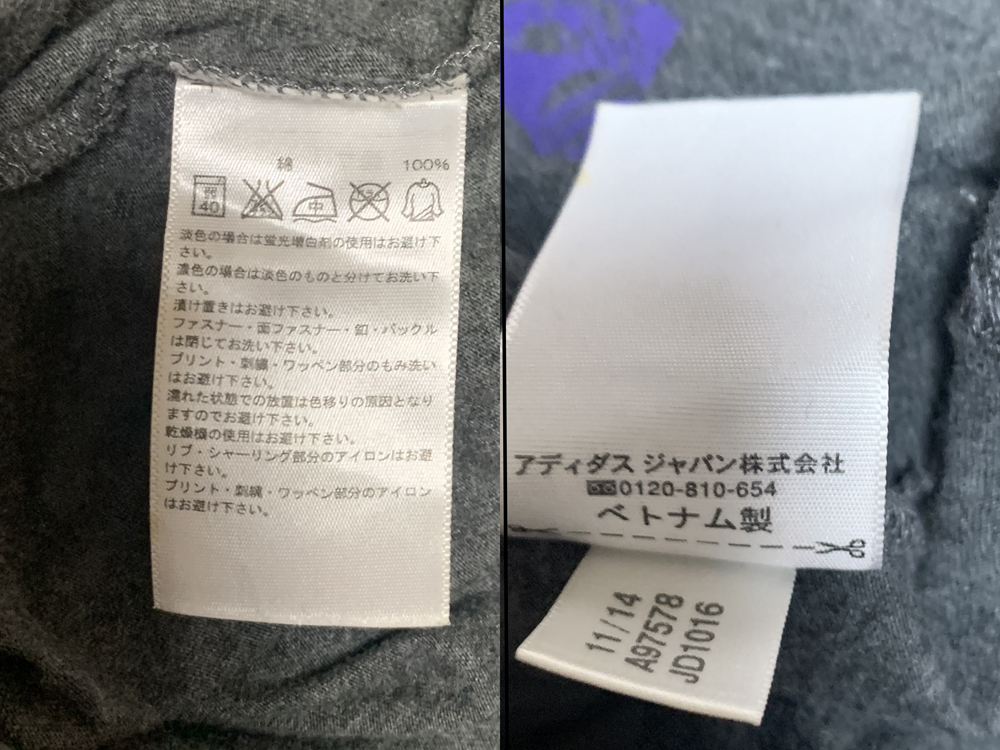 綿 100%
弱 40 中
淡色の場合は蛍光増白剤の使用はお避け下
さい。
濃色の場合は淡色のものと分けてお洗い下
さい。
漬け置きはお避け下さい。
ファスナー・面ファスナー・釦・バックル
は閉じてお洗い下さい。
プリント・刺繍・ワッペン部分のもみ洗い
はお避け下さい。
濡れた状態での放置は色移りの原因となり
ますのでお避け下さい。
乾燥機の使用はお避け下さい。
リブ・シャーリング部分のアイロンはお避
け下さい。
プリント・刺繍・ワッペン部分のアイロン
はお避け下さい。
アディダス ジャパン株式会社
0120-810-654
ベトナム製
11/14
A97578
JD1016